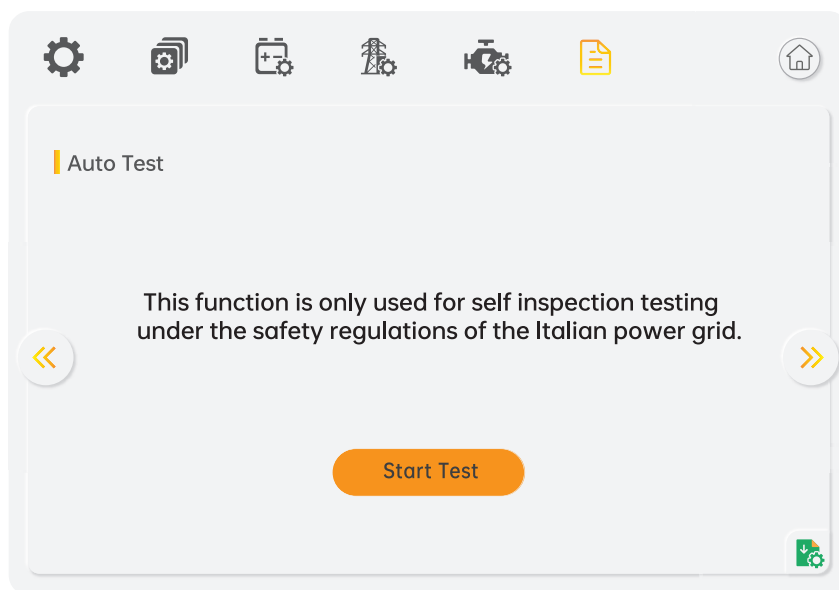 Auto Test
This function is only used for self inspection testing
under the safety regulations of the Italian power grid.
Start Test